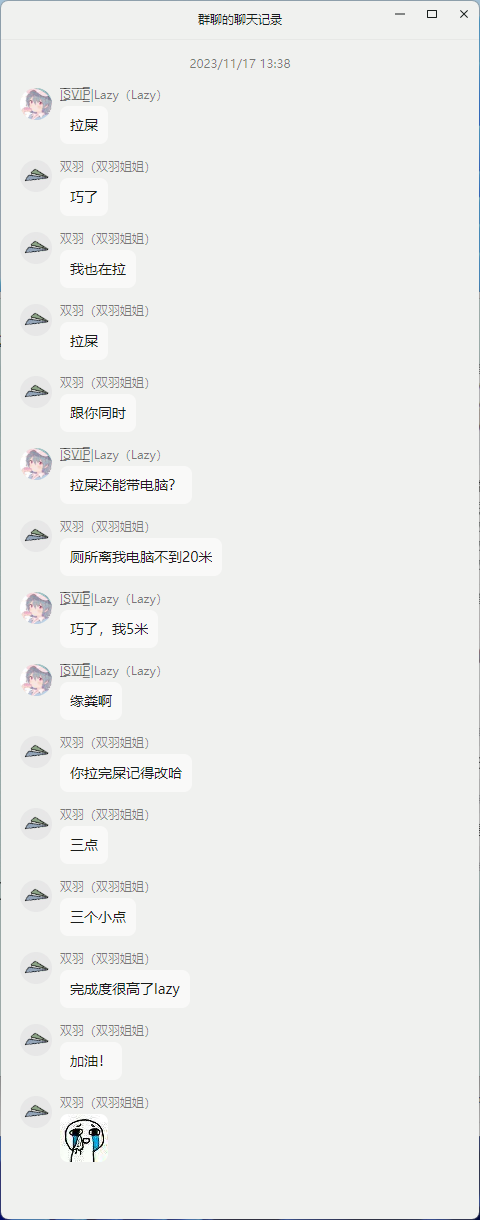 群聊的聊天记录
2023/11/17 13:38
|SVIP|Lazy（Lazy）
拉屎
双羽（双羽姐姐）
巧了
双羽（双羽姐姐）
我也在拉
双羽（双羽姐姐）
拉屎
双羽（双羽姐姐）
跟你同时
|SVIP|Lazy（Lazy）
拉屎还能带电脑？
双羽（双羽姐姐）
厕所离我电脑不到20米
|SVIP|Lazy（Lazy）
巧了，我5米
|SVIP|Lazy（Lazy）
缘粪啊
双羽（双羽姐姐）
你拉完屎记得改哈
双羽（双羽姐姐）
三点
双羽（双羽姐姐）
三个小点
双羽（双羽姐姐）
完成度很高了lazy
双羽（双羽姐姐）
加油！
双羽（双羽姐姐）